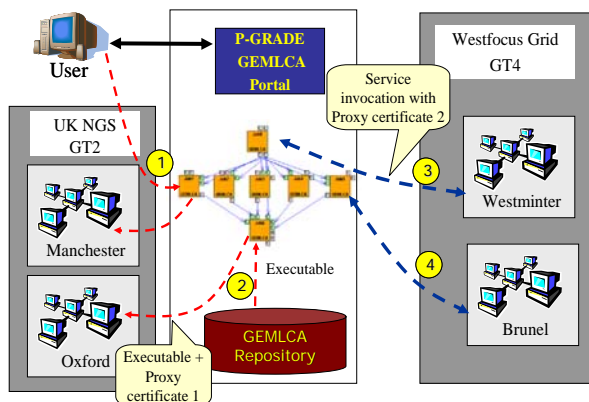 User
P-GRADE
GEMLCA
Portal
Westfocus Grid
GT4
Service
invocation with
Proxy certificate 2
UK NGS
GT2
1
3
Manchester
Westminter
2
Executable
4
Oxford
Brunel
GEMLCA
Repository
Executable +
Proxy
certificate 1